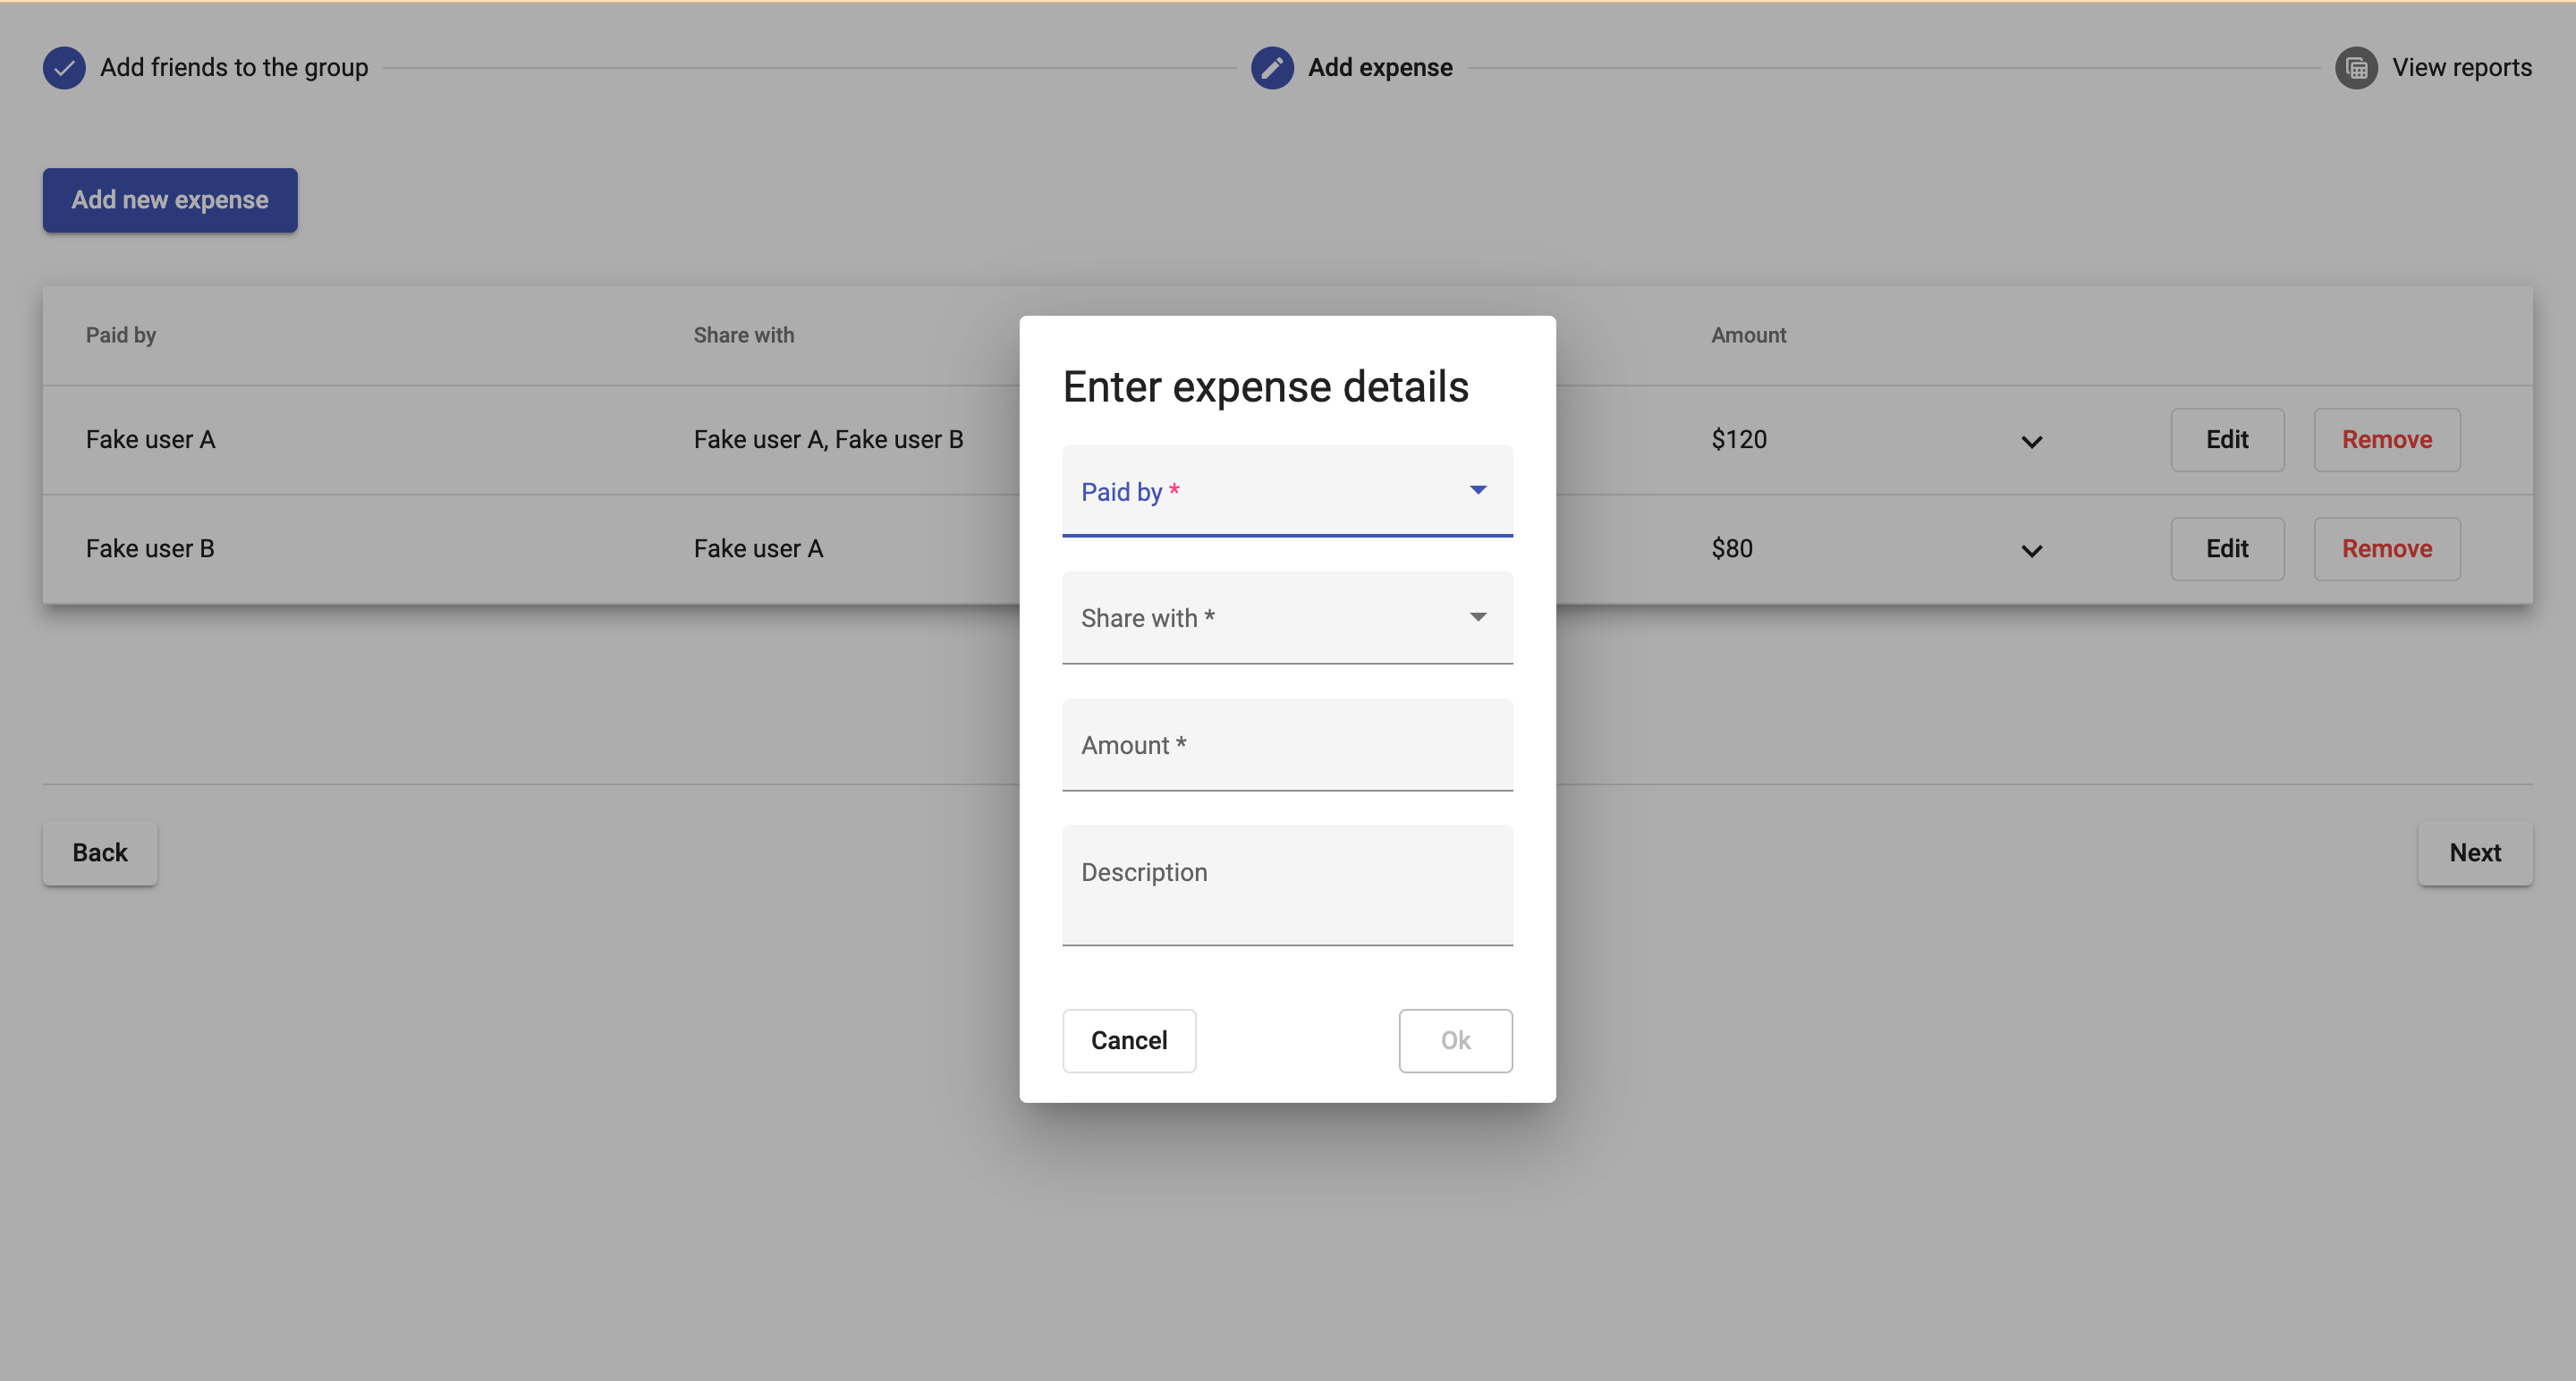 Add friends to the group
Add expense
View reports
Add new expense
Paid by
Share with
Amount
Fake user A
Fake user A, Fake user B
$120
Edit
Remove
Fake user B
Fake user A
$80
Edit
Remove
Enter expense details
Paid by *
Share with *
Amount *
Description
Cancel
Ok
Back
Next